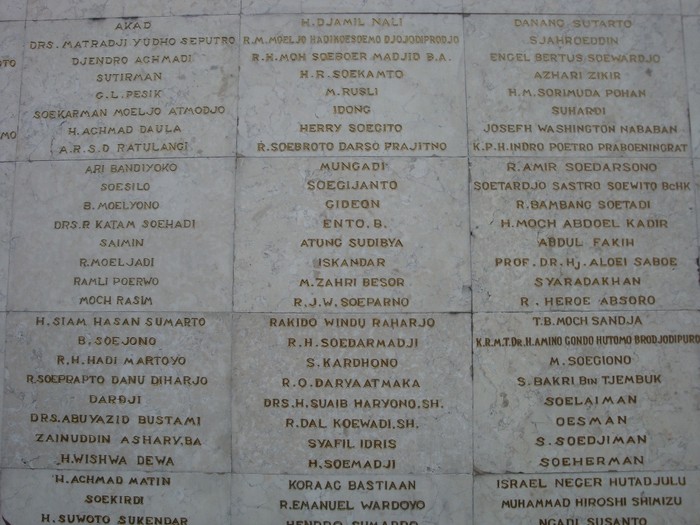 AKAD
DRS. MATRADJI YUDHO SEPUTRO
DJENDRO ACHMADI
SUTIRMAN
G.L. PESIK
SOEKARMAN MOELJO ATMODJO
H. ACHMAD DAULA
A.R.S.D RATULANGI
H. DJAMIL NALI
R.M. MOELJO HADIKOESOEMO DJOJODIPRODJO
R.H. MOH SOEBOER MADJID B.A.
H.R. SOEKAMTO
M. RUSLI
IDONG
HERRY SOEGITO
R. SOEBROTO DARSO PRAJITNO
DANANG SUTARTO
SJAHROEDDIN
ENGEL BERTUS SOEWARDJO
AZHARI ZIKIR
H.M. SORIMUDA POHAN
SUHARDI
JOSEFH WASHINGTON NABABAN
K.P.H. INDRO POETRO PRABOENINGRAT
ARI BANDIYOKO
SOESILO
B. MOELYONO
DRS.R KATAM SOEHADI
SAIMIN
R. MOELJADI
RAMLI POERWO
MOCH RASIM
MUNGADI
SOEGIJANTO
GIDEON
ENTO. B.
ATUNG SUDIBYA
ISKANDAR
M. ZAHRI BESOR
R.J.W. SOEPARNO
R. AMIR SOEDARSONO
SOETARDJO SASTRO SOEWITO BCHK
R. BAMBANG SOETADI
H. MOCH ABDOEL KADIR
ABDUL FAKIH
PROF. DR. HJ. ALOEI SABOE
SYARADAKHAN
R. HEROE ABSORO
H. SIAM HASAN SUMARTO
B. SOEJONO
R.H. HADI MARTOYO
R. SOEPRAPTO DANU DIHARJO
DARDJI
DRS. ABUYAZID BUSTAMI
ZAINUDDIN ASHARY.BA
H. WISHWA DEWA
RAKIDO WINDU RAHARJO
R.H. SOEDARMADJI
S. KARDHONO
R.O. DARYAATMAKA
DRS.H. SUAIB HARYONO.SH.
R. DAL KOEWADI.SH.
SYAFIL IDRIS
H. SOEMADJI
T.B. MOCH SANDJA
K.R.M.T. DR. H. AMINO GONDO HUTOMO BRODJODIPURO
M. SOEGIONO
S. BAKRI BIN TJEMBUK
SOELAIMAN
OESMAN
S. SOEDJIMAN
SOEHERMAN
H. ACHMAD MATIN
SOEKIRDI
H. SUWOTO SUKENDAR
KORAAG BASTIAAN
R. EMANUEL WARDOYO
HENDRO SUMARDO
ISRAEL NEGER HUTADJULU
MUHAMMAD HIROSHI SHIMIZU
NGADI SUSANTO